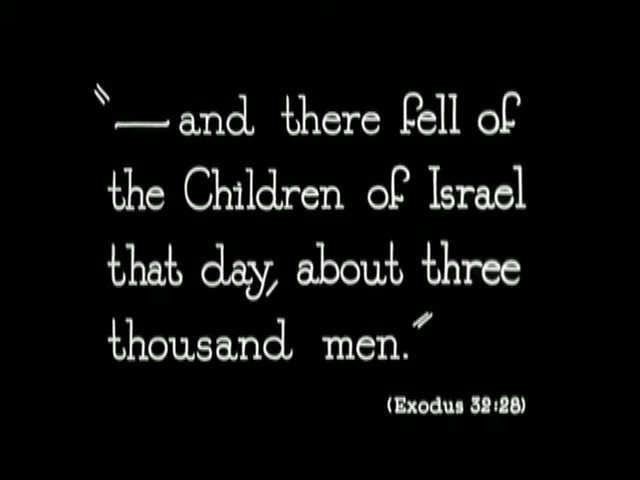 "—and there fell of
the Children of Israel
that day, about three
thousand men."
(Exodus 32:28)